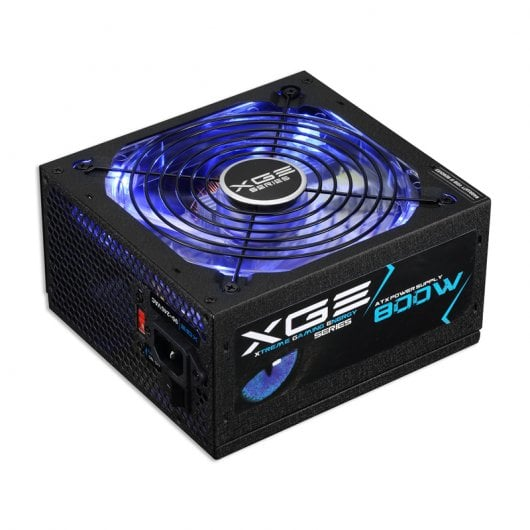 XGE
SERIES
XGE
XTREME GAMING ENERGY
SERIES
ATX POWER SUPPLY
800W